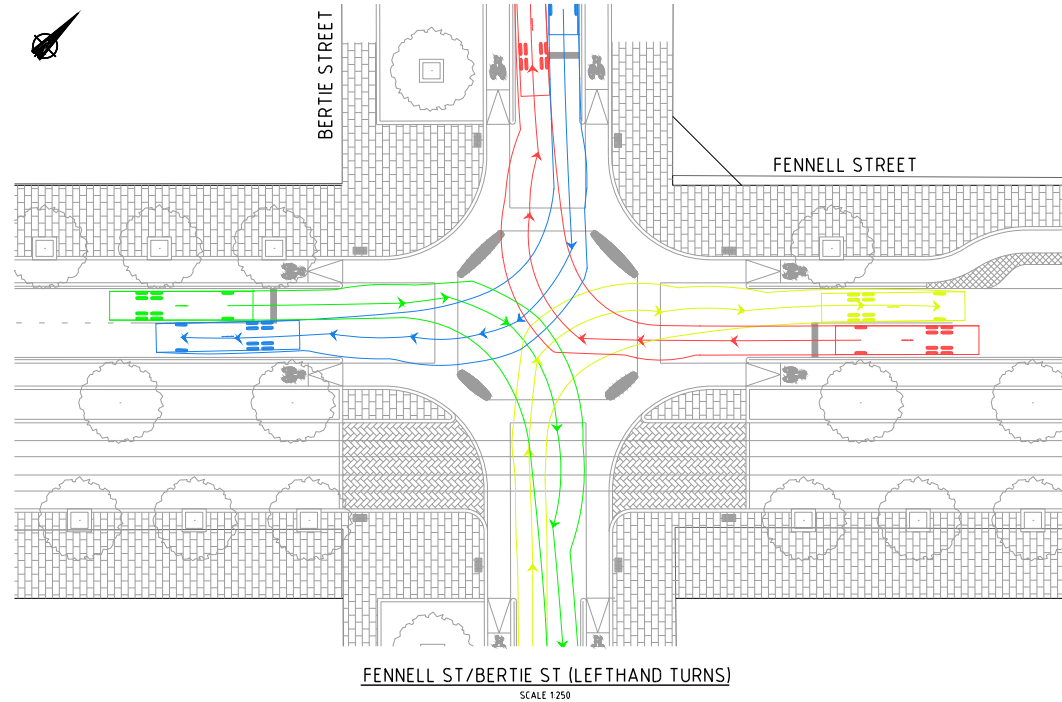 BERTIE STREET
FENNELL STREET
FENNELL ST/BERTIE ST (LEFTHAND TURNS)
SCALE 1:250